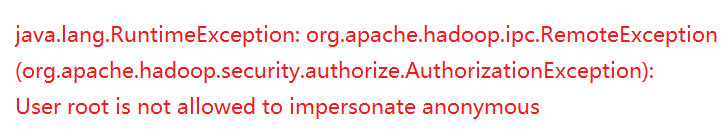 java.lang.RuntimeException: org.apache.hadoop.ipc.RemoteException
(org.apache.hadoop.security.authorize.AuthorizationException):
User root is not allowed to impersonate anonymous